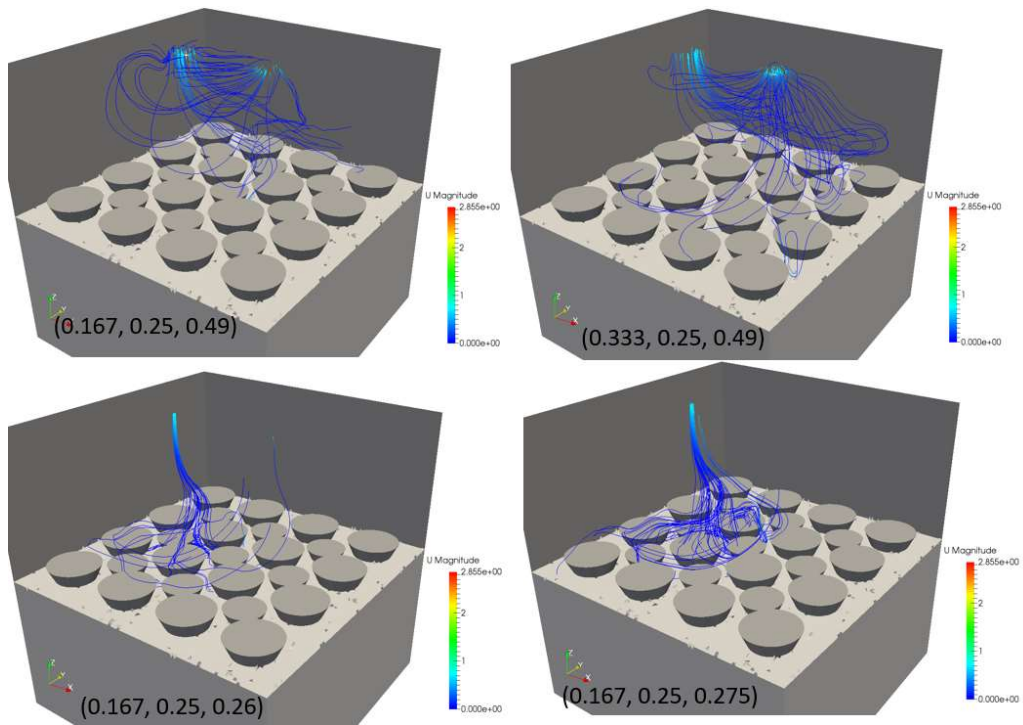 U Magnitude
2.855e+00
2
1
0.000e+00
Z
Y
X
(0.167, 0.25, 0.49)
U Magnitude
2.855e+00
2
1
0.000e+00
Z
Y
X
(0.333, 0.25, 0.49)
U Magnitude
2.855e+00
2
1
0.000e+00
Z
Y
X
(0.167, 0.25, 0.26)
U Magnitude
2.855e+00
2
1
0.000e+00
Z
Y
X
(0.167, 0.25, 0.275)